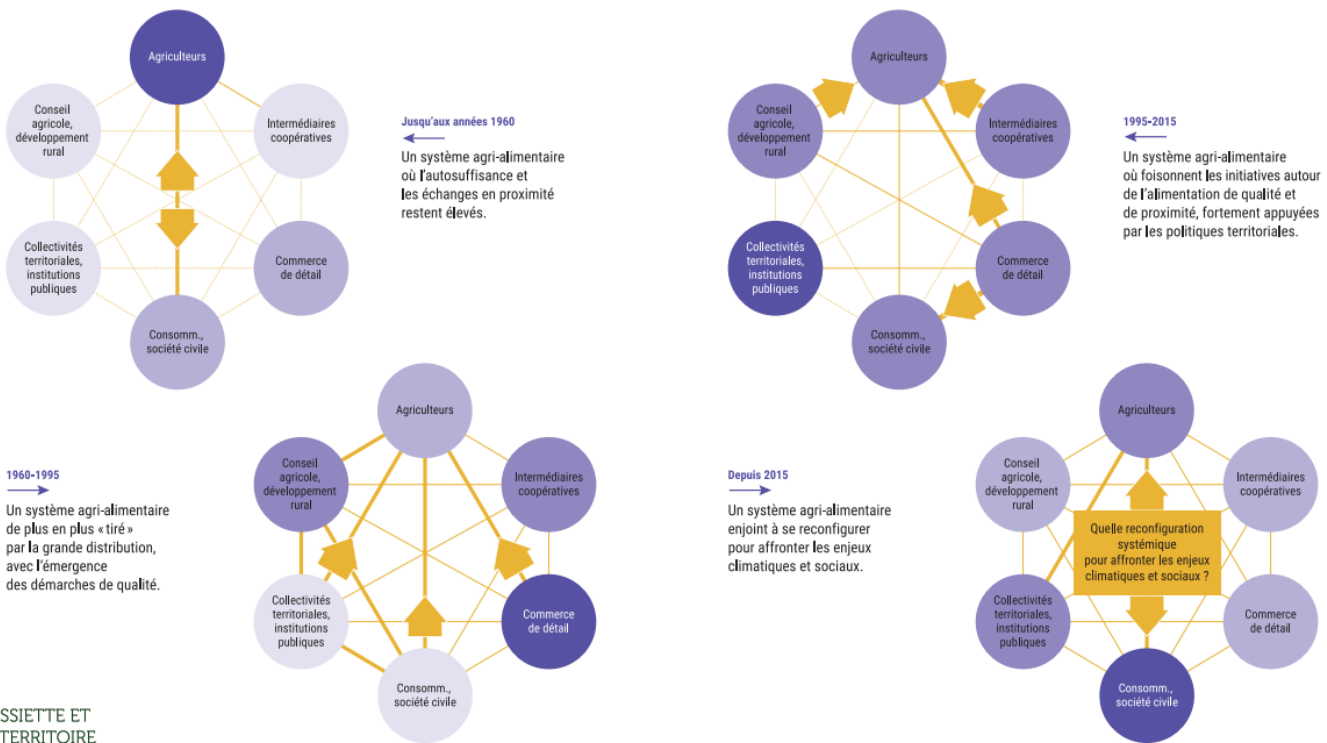 Agriculteurs
Conseil
agricole,
développement
rural
Intermédiaires
coopératives
Collectivités
territoriales,
institutions
publiques
Commerce
de détail
Consomm.,
société civile
Jusqu'aux années 1960
Un système agri-alimentaire
où l'autosuffisance et
les échanges en proximité
restent élevés.
Agriculteurs
Conseil
agricole,
développement
rural
Intermédiaires
coopératives
Collectivités
territoriales,
institutions
publiques
Commerce
de détail
Consomm.,
société civile
1995-2015
Un système agri-alimentaire
où foisonnent les initiatives autour
de l'alimentation de qualité et
de proximité, fortement appuyées
par les politiques territoriales.
1960-1995
Un système agri-alimentaire
de plus en plus «tiré»
par la grande distribution,
avec l'émergence
des démarches de qualité.
Agriculteurs
Conseil
agricole,
développement
rural
Intermédiaires
coopératives
Collectivités
territoriales,
institutions
publiques
Commerce
de détail
Consomm.,
société civile
Depuis 2015
Un système agri-alimentaire
enjoint à se reconfigurer
pour affronter les enjeux
climatiques et sociaux.
Agriculteurs
Conseil
agricole,
développement
rural
Intermédiaires
coopératives
Quelle reconfiguration
systémique
pour affronter les enjeux
climatiques et sociaux ?
Collectivités
territoriales,
institutions
publiques
Commerce
de détail
Consomm.,
société civile
SSIETTE ET
TERRITOIRE